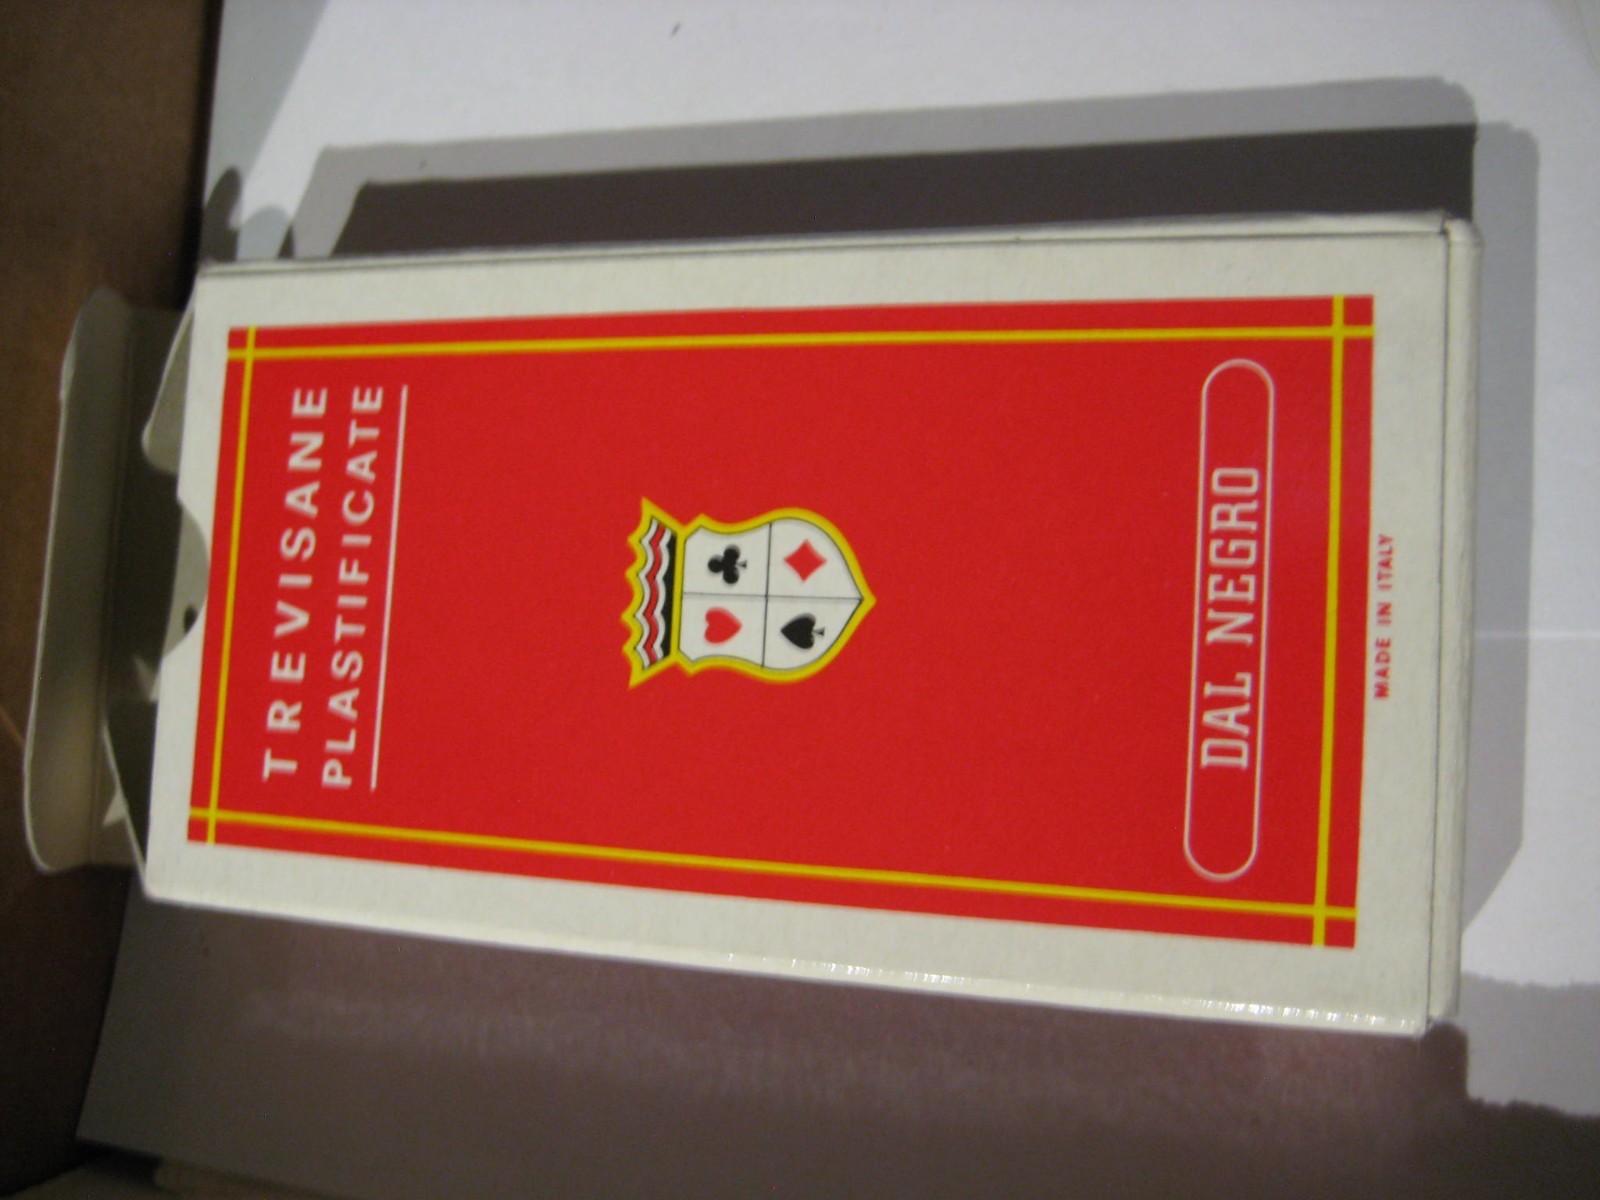 TREVISANE
PLASTIFICATE
DAL NEGRO
MADE IN ITALY